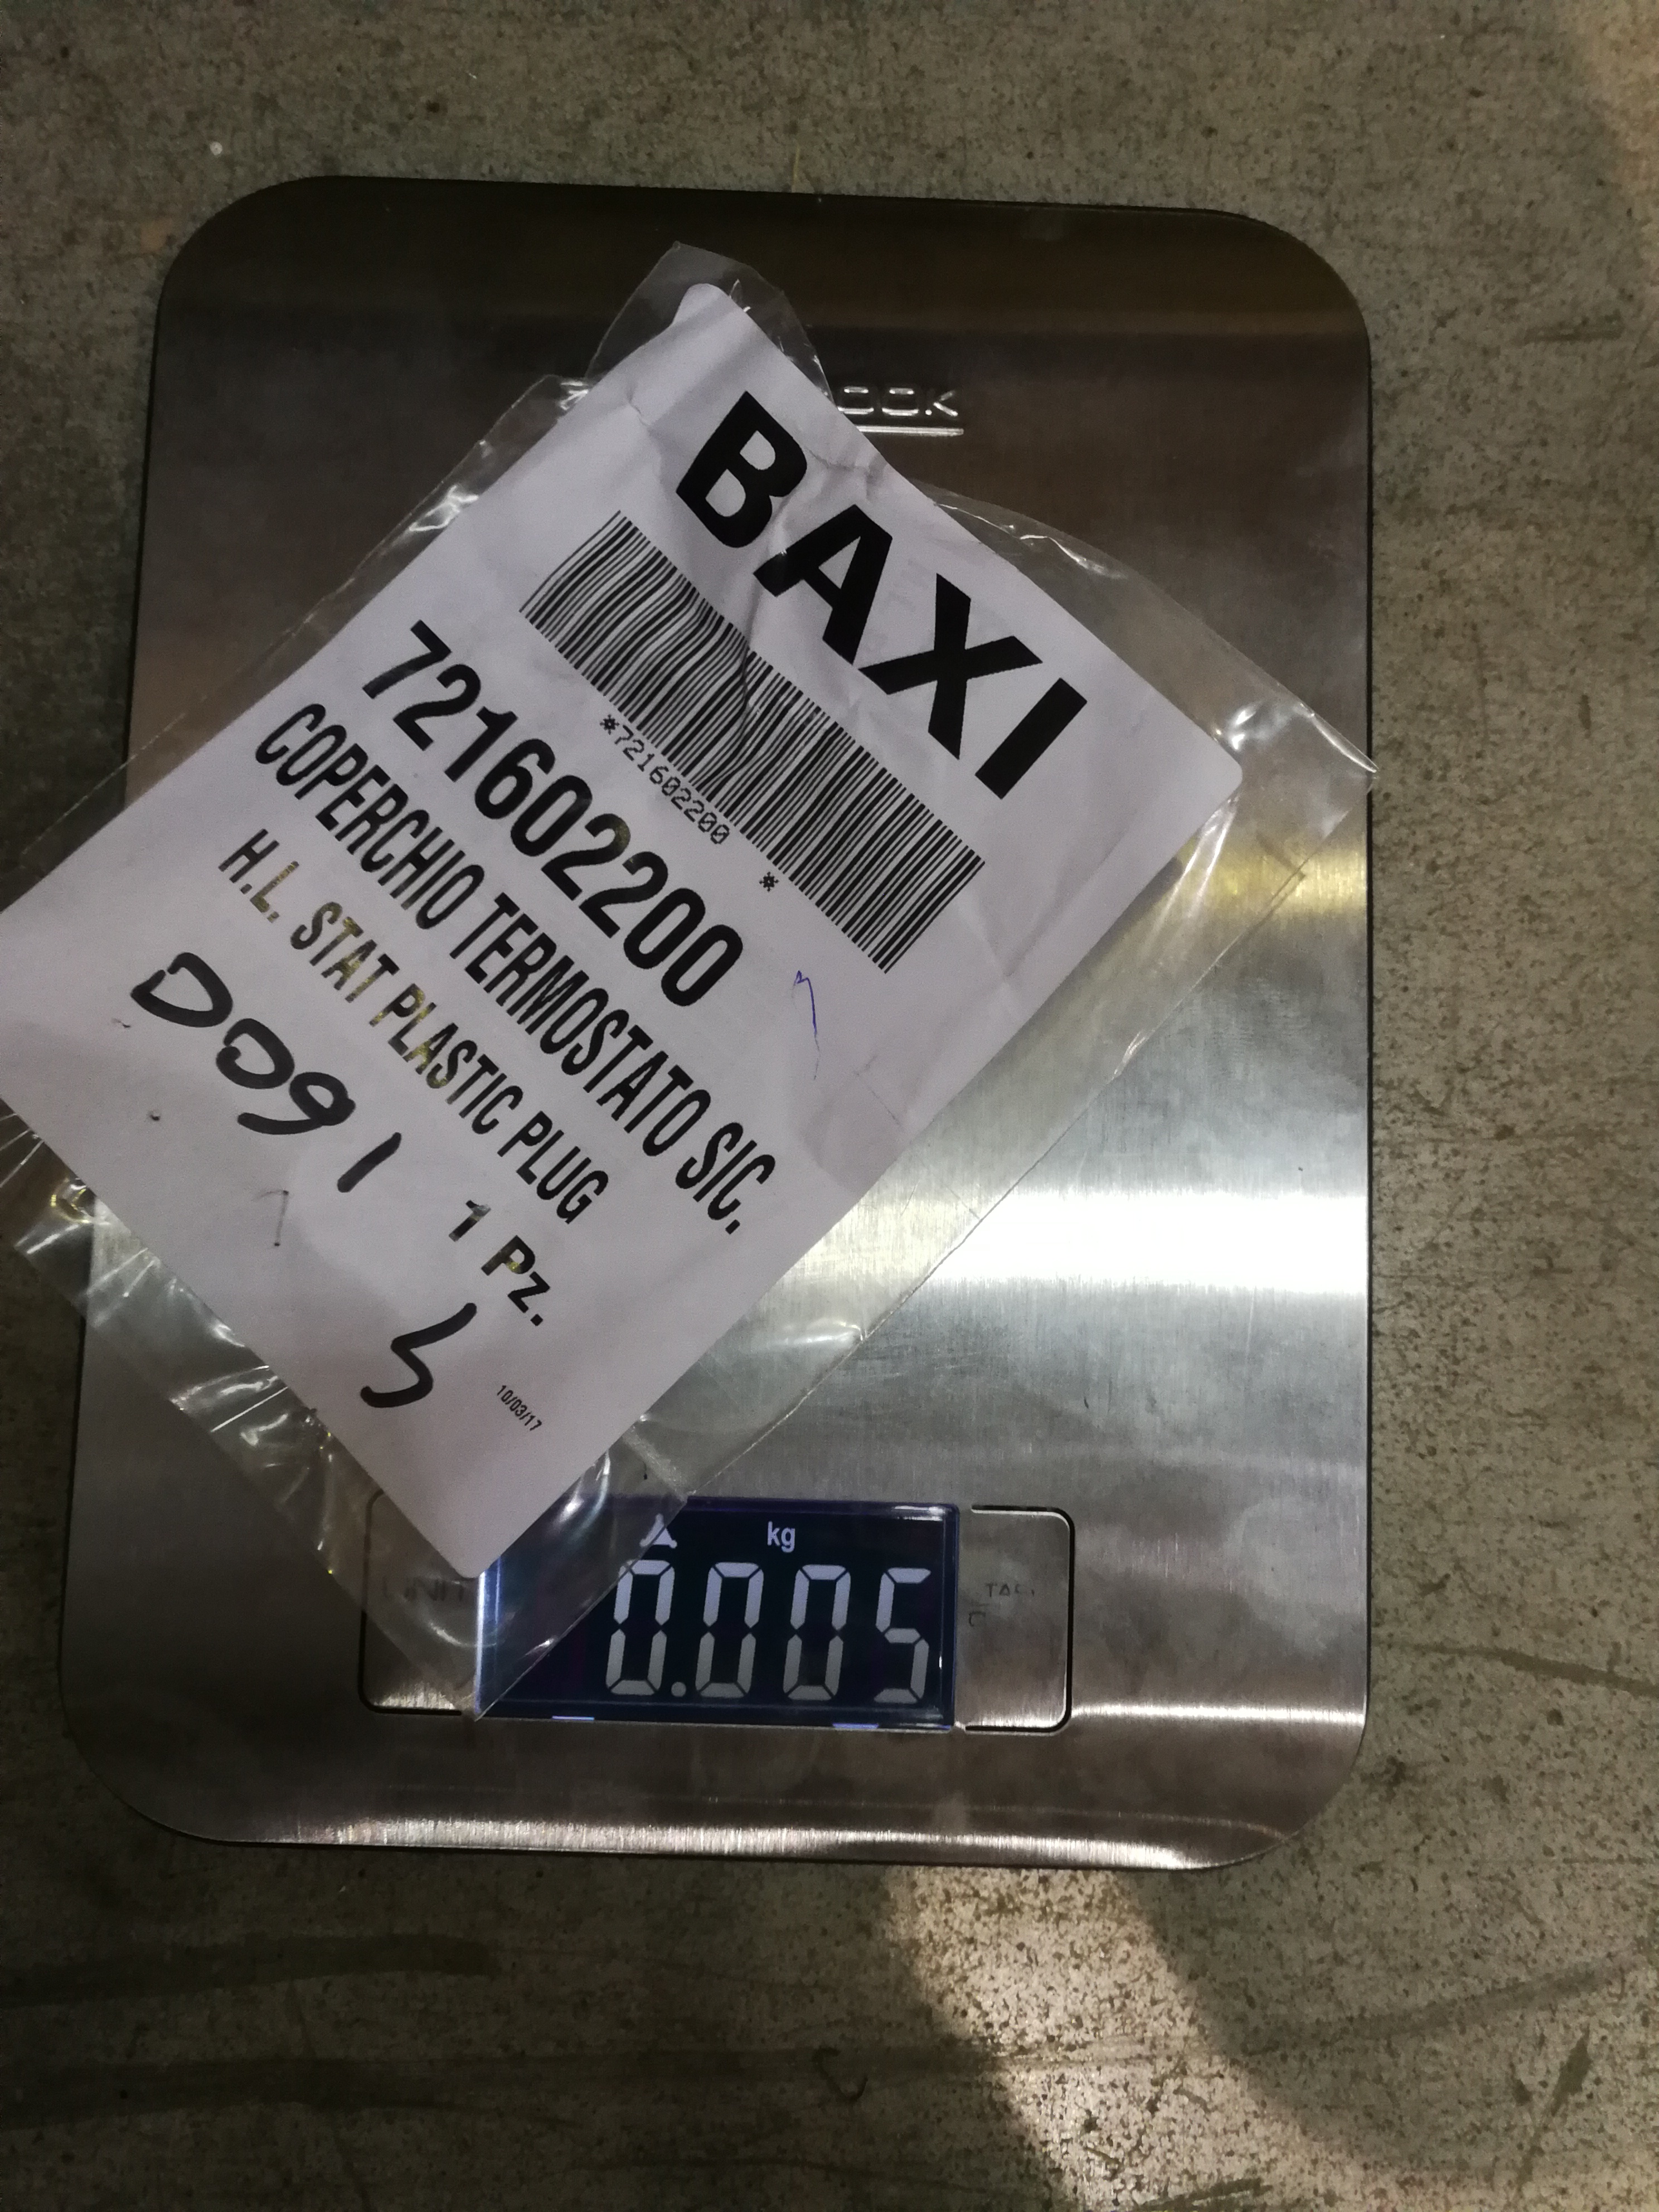 BAXI
*721602200*
721602200
COPERCHIO TERMOSTATO SIC.
H.L. STAT PLASTIC PLUG
D091
1 Pz.
5
10/03/17
kg
0.005
UNIT